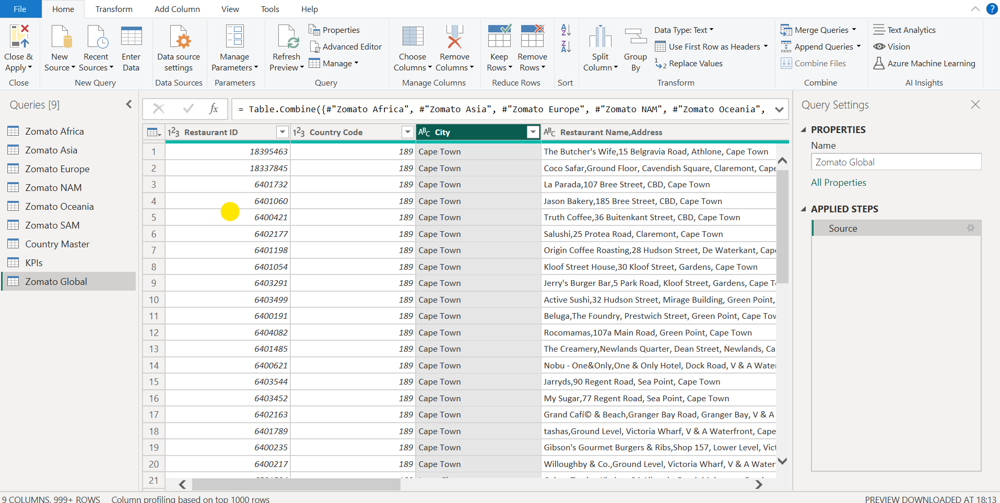 File Home Transform Add Column View Tools Help
Close & Apply
New Source
Recent Sources
Enter Data
Data source settings
Manage Parameters
Refresh Preview
Properties
Advanced Editor
Manage
Choose Columns
Remove Columns
Keep Rows
Remove Rows
Split Column
Group By
Data Type: Text
Use First Row as Headers
Replace Values
Merge Queries
Append Queries
Combine Files
Text Analytics
Vision
Azure Machine Learning
Close New Query Data Sources Parameters Query Manage Columns Reduce Rows Sort Transform Combine AI Insights
Queries [9]
Zomato Africa
Zomato Asia
Zomato Europe
Zomato NAM
Zomato Oceania
Zomato SAM
Country Master
KPIs
Zomato Global
fx = Table.Combine({#"Zomato Africa", #"Zomato Asia", #"Zomato Europe", #"Zomato NAM", #"Zomato Oceania",
123 Restaurant ID 123 Country Code ABC City ABC Restaurant Name,Address
1 18395463 189 Cape Town The Butcher's Wife,15 Belgravia Road, Athlone, Cape Town
2 18337845 189 Cape Town Coco Safar,Ground Floor, Cavendish Square, Claremont, Cape
3 6401732 189 Cape Town La Parada,107 Bree Street, CBD, Cape Town
4 6401060 189 Cape Town Jason Bakery,185 Bree Street, CBD, Cape Town
5 6400421 189 Cape Town Truth Coffee,36 Buitenkant Street, CBD, Cape Town
6 6402177 189 Cape Town Salushi,25 Protea Road, Claremont, Cape Town
7 6401198 189 Cape Town Origin Coffee Roasting,28 Hudson Street, De Waterkant, Cap
8 6401054 189 Cape Town Kloof Street House,30 Kloof Street, Gardens, Cape Town
9 6403291 189 Cape Town Jerry's Burger Bar,5 Park Road, Kloof Street, Gardens, Cape T
10 6403499 189 Cape Town Active Sushi,32 Hudson Street, Mirage Building, Green Point,
11 6400191 189 Cape Town Beluga,The Foundry, Prestwich Street, Green Point, Cape Tow
12 6404082 189 Cape Town Rocomamas,107a Main Road, Green Point, Cape Town
13 6401485 189 Cape Town The Creamery,Newlands Quarter, Dean Street, Newlands, Ca
14 6400621 189 Cape Town Nobu - One&Only,One & Only Hotel, Dock Road, V & A Water
15 6403544 189 Cape Town Jarryds,90 Regent Road, Sea Point, Cape Town
16 6403452 189 Cape Town My Sugar,77 Regent Road, Sea Point, Cape Town
17 6402163 189 Cape Town Grand Cafí© & Beach,Granger Bay Road, Granger Bay, V & A
18 6401789 189 Cape Town tashas,Ground Level, Victoria Wharf, V & A Waterfront, Cape
19 6400235 189 Cape Town Gibson's Gourmet Burgers & Ribs,Shop 157, Lower Level, Vict
20 6400217 189 Cape Town Willoughby & Co.,Ground Level, Victoria Wharf, V & A Water
21
Query Settings
PROPERTIES
Name
Zomato Global
All Properties
APPLIED STEPS
Source
9 COLUMNS, 999+ ROWS Column profiling based on top 1000 rows PREVIEW DOWNLOADED AT 18:13